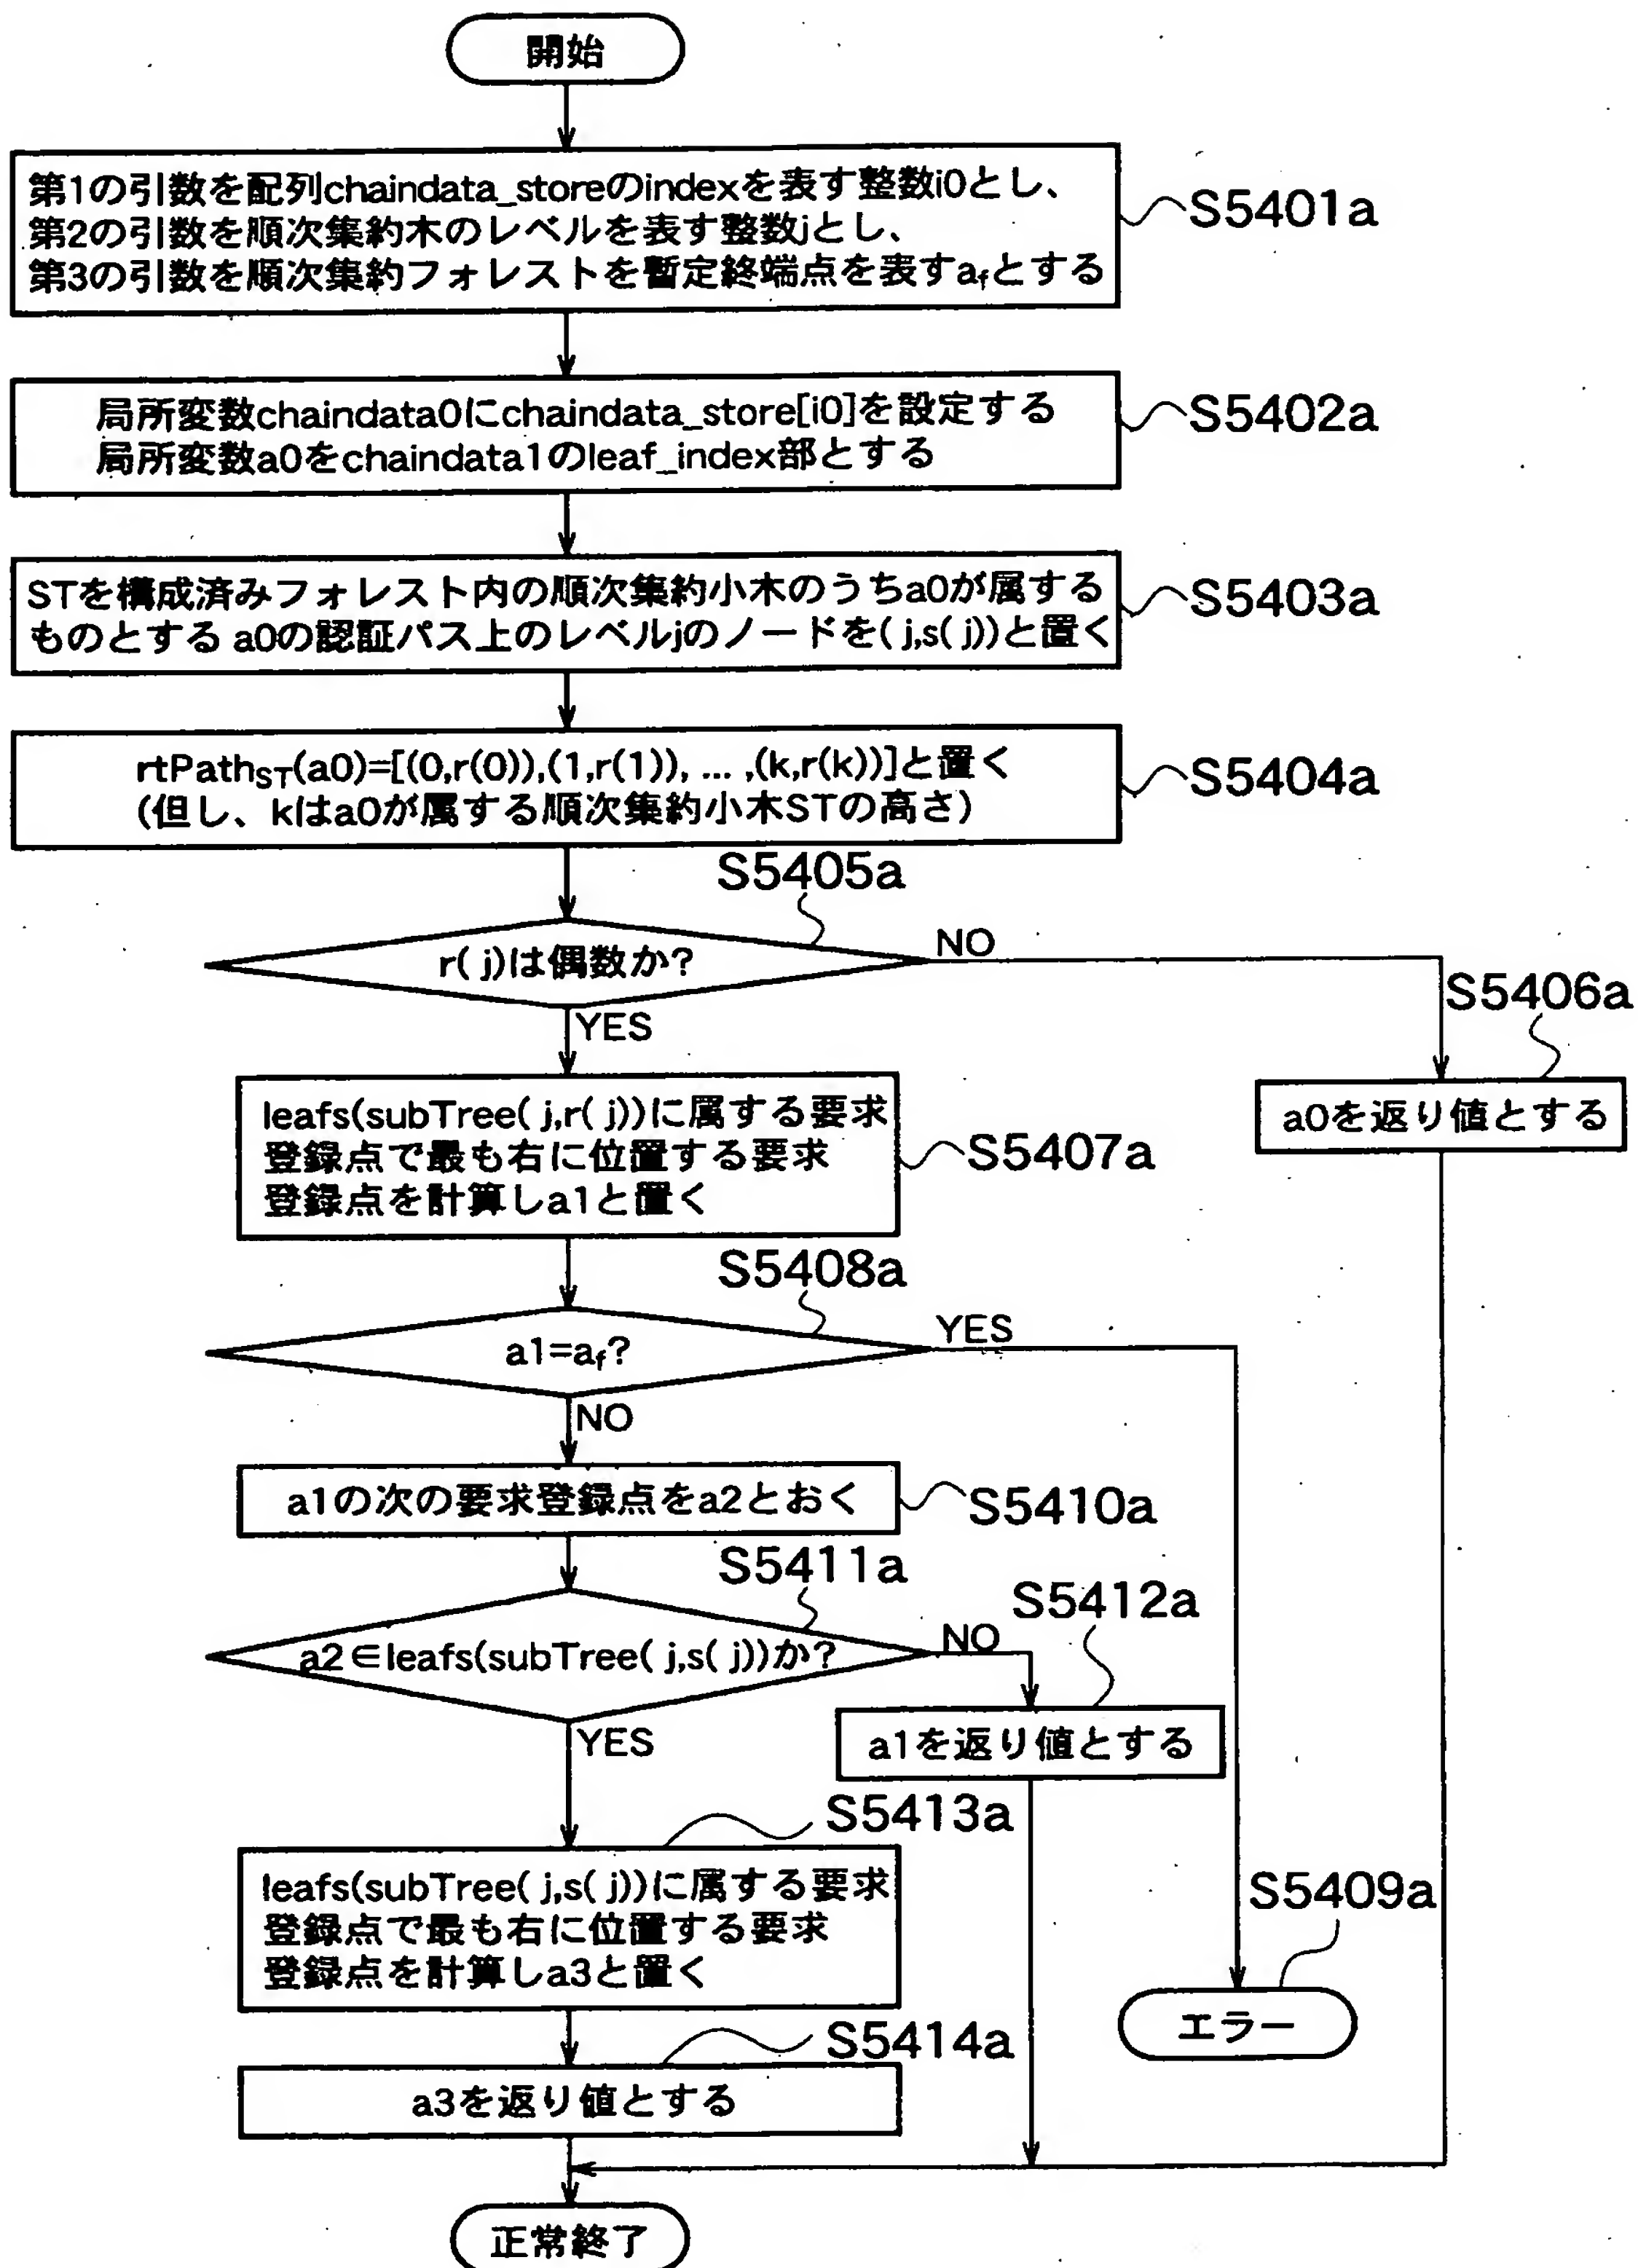 開始
第1の引数を配列chaindata_storeのindexを表す整数i0とし、
第2の引数を順次集約木のレベルを表す整数jとし、
第3の引数を順次集約フォレストを暫定終端点を表すafとする
S5401a
局所変数chaindata0にchaindata_store[i0]を設定する
局所変数a0をchaindata1のleaf_index部とする
S5402a
STを構成済みフォレスト内の順次集約小木のうちa0が属する
ものとする a0の認証パス上のレベルjのノードを( j,s( j))と置く
S5403a
rtPathST(a0)=[(0,r(0)),(1,r(1)), ... ,(k,r(k))]と置く
(但し、kはa0が属する順次集約小木STの高さ)
S5404a
S5405a
r( j)は偶数か?
NO
YES
S5406a
a0を返り値とする
leafs(subTree( j,r( j))に属する要求
登録点で最も右に位置する要求
登録点を計算しa1と置く
S5407a
S5408a
a1=af?
YES
NO
a1の次の要求登録点をa2とおく
S5410a
S5411a
a2∈leafs(subTree( j,s( j))か?
NO
YES
S5412a
a1を返り値とする
S5413a
leafs(subTree( j,s( j))に属する要求
登録点で最も右に位置する要求
登録点を計算しa3と置く
S5409a
エラー
S5414a
a3を返り値とする
正常終了